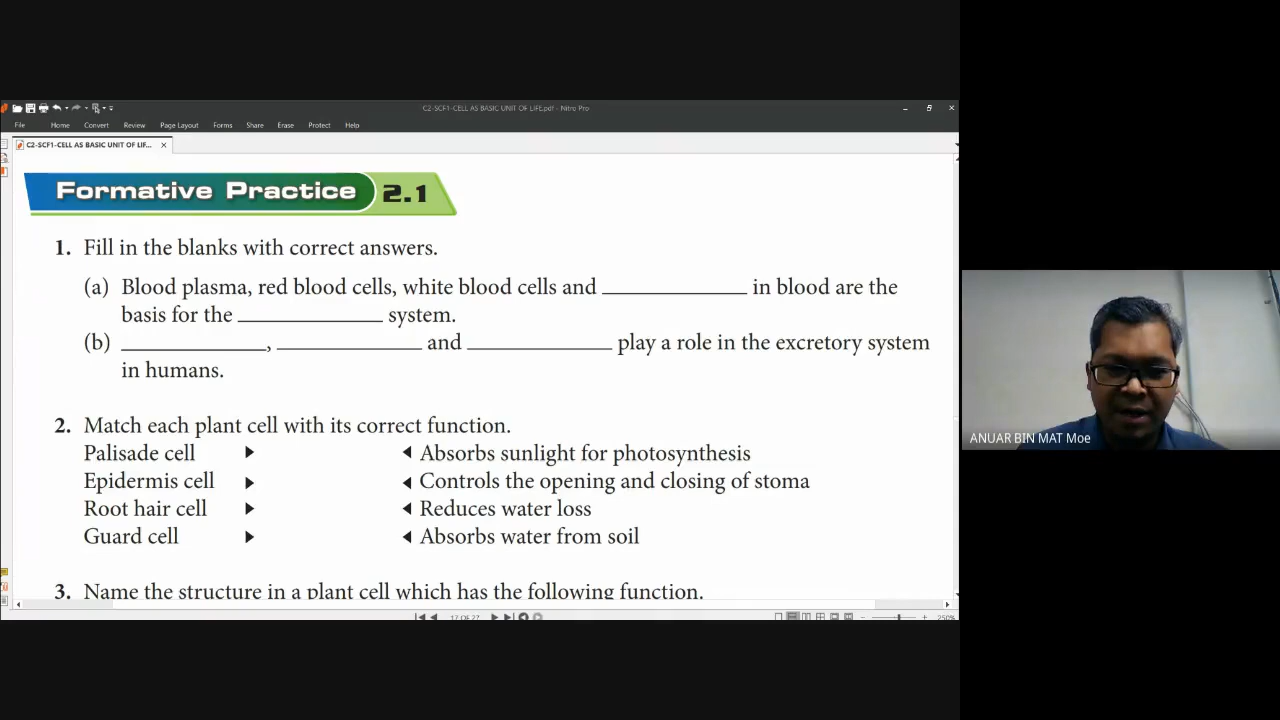 C2-SCF1-CELL AS BASIC UNIT OF LIFE.pdf - Nitro Pro
File Home Convert Review Page Layout Forms Share Erase Protect Help
C2-SCF1-CELL AS BASIC UNIT OF LIF...
Formative Practice 2.1
1. Fill in the blanks with correct answers.
(a) Blood plasma, red blood cells, white blood cells and ______________ in blood are the
basis for the ______________ system.
(b) ______________, ______________ and ______________ play a role in the excretory system
in humans.
2. Match each plant cell with its correct function.
Palisade cell Absorbs sunlight for photosynthesis
Epidermis cell Controls the opening and closing of stoma
Root hair cell Reduces water loss
Guard cell Absorbs water from soil
3. Name the structure in a plant cell which has the following function.
17 OF 27
250%
ANUAR BIN MAT Moe